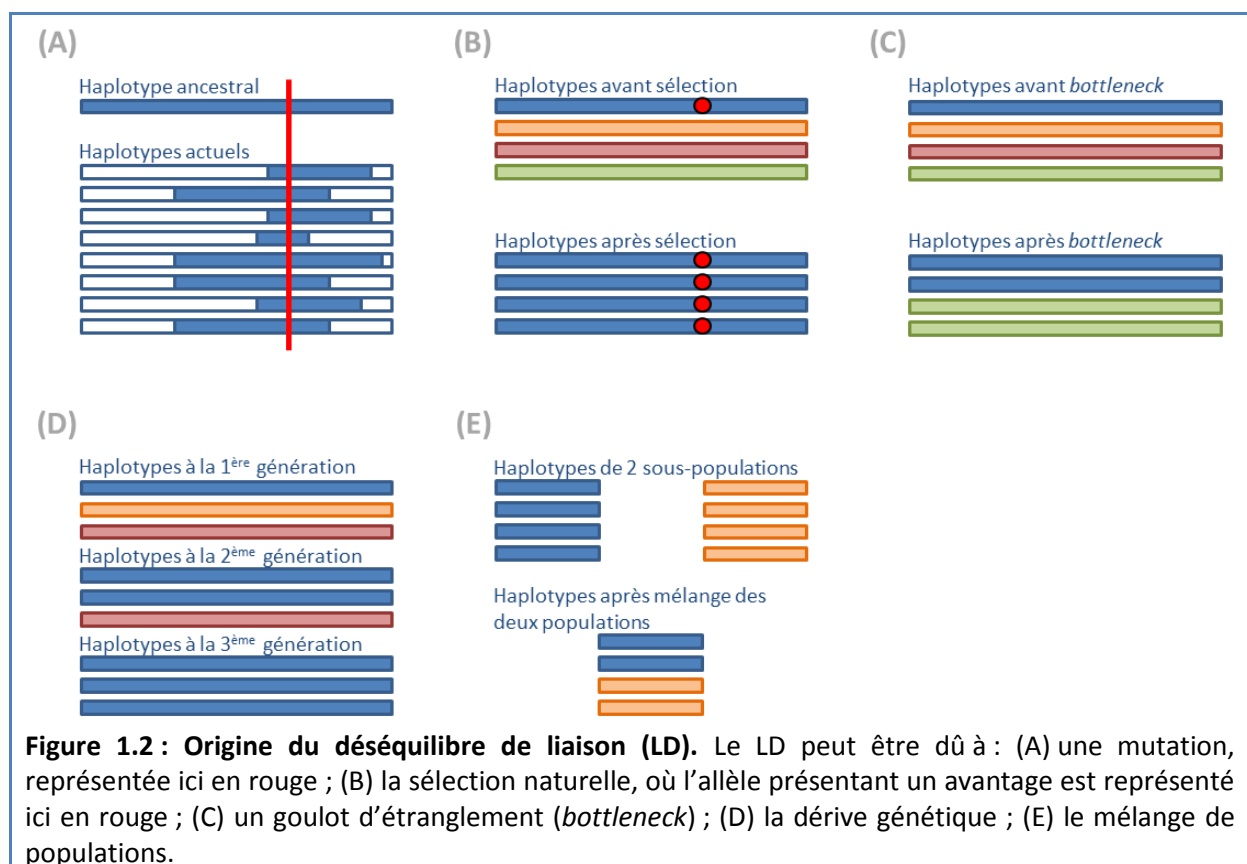 (A)
Haplotype ancestral
Haplotypes actuels
(B)
Haplotypes avant sélection
Haplotypes après sélection
(C)
Haplotypes avant bottleneck
Haplotypes après bottleneck
(D)
Haplotypes à la 1ère génération
Haplotypes à la 2ème génération
Haplotypes à la 3ème génération
(E)
Haplotypes de 2 sous-populations
Haplotypes après mélange des
deux populations
Figure 1.2 : Origine du déséquilibre de liaison (LD). Le LD peut être dû à : (A) une mutation,
représentée ici en rouge ; (B) la sélection naturelle, où l’allèle présentant un avantage est représenté
ici en rouge ; (C) un goulot d’étranglement (bottleneck) ; (D) la dérive génétique ; (E) le mélange de
populations.